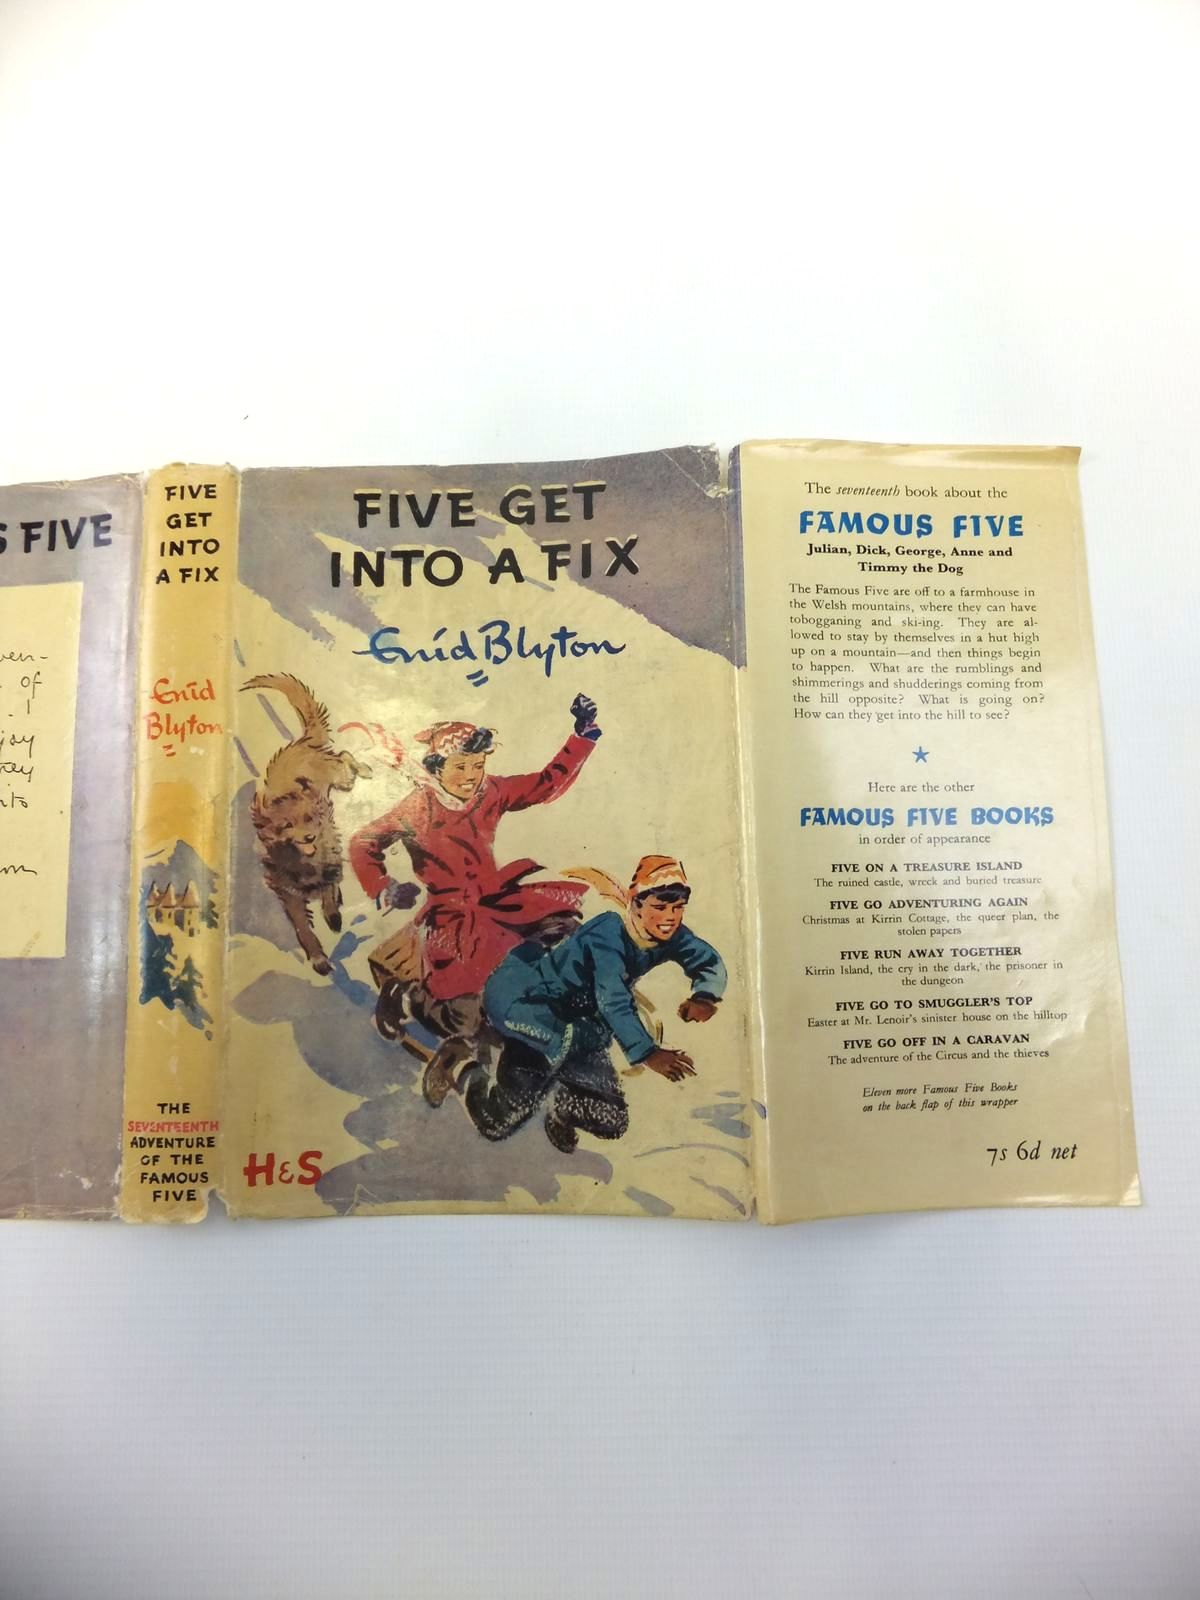 S FIVE
ven-
of
. I
joy
they
into
FIVE
GET
INTO
A FIX
Enid
Blyton
THE
SEVENTEENTH
ADVENTURE
OF THE
FAMOUS
FIVE
FIVE GET
INTO A FIX
Enid Blyton
H&S
The seventeenth book about the
FAMOUS FIVE
Julian, Dick, George, Anne and
Timmy the Dog
The Famous Five are off to a farmhouse in
the Welsh mountains, where they can have
tobogganing and ski-ing. They are al-
lowed to stay by themselves in a hut high
up on a mountain—and then things begin
to happen. What are the rumblings and
shimmerings and shudderings coming from
the hill opposite? What is going on?
How can they get into the hill to see?
Here are the other
FAMOUS FIVE BOOKS
in order of appearance
FIVE ON A TREASURE ISLAND
The ruined castle, wreck and buried treasure
FIVE GO ADVENTURING AGAIN
Christmas at Kirrin Cottage, the queer plan, the
stolen papers
FIVE RUN AWAY TOGETHER
Kirrin Island, the cry in the dark, the prisoner in
the dungeon
FIVE GO TO SMUGGLER'S TOP
Easter at Mr. Lenoir's sinister house on the hilltop
FIVE GO OFF IN A CARAVAN
The adventure of the Circus and the thieves
Eleven more Famous Five Books
on the back flap of this wrapper
7s 6d net